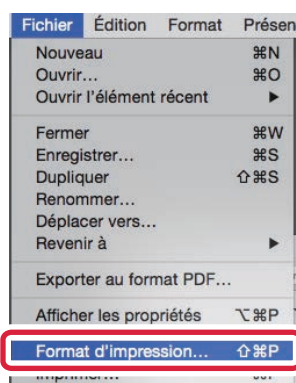 Fichier Édition Format Présen
Nouveau ⌘N
Ouvrir... ⌘O
Ouvrir l'élément récent ▶
Fermer ⌘W
Enregistrer... ⌘S
Dupliquer ⇧⌘S
Renommer...
Déplacer vers...
Revenir à ▶
Exporter au format PDF...
Afficher les propriétés ⌥⌘P
Format d'impression... ⇧⌘P
Imprimer... ⌘P